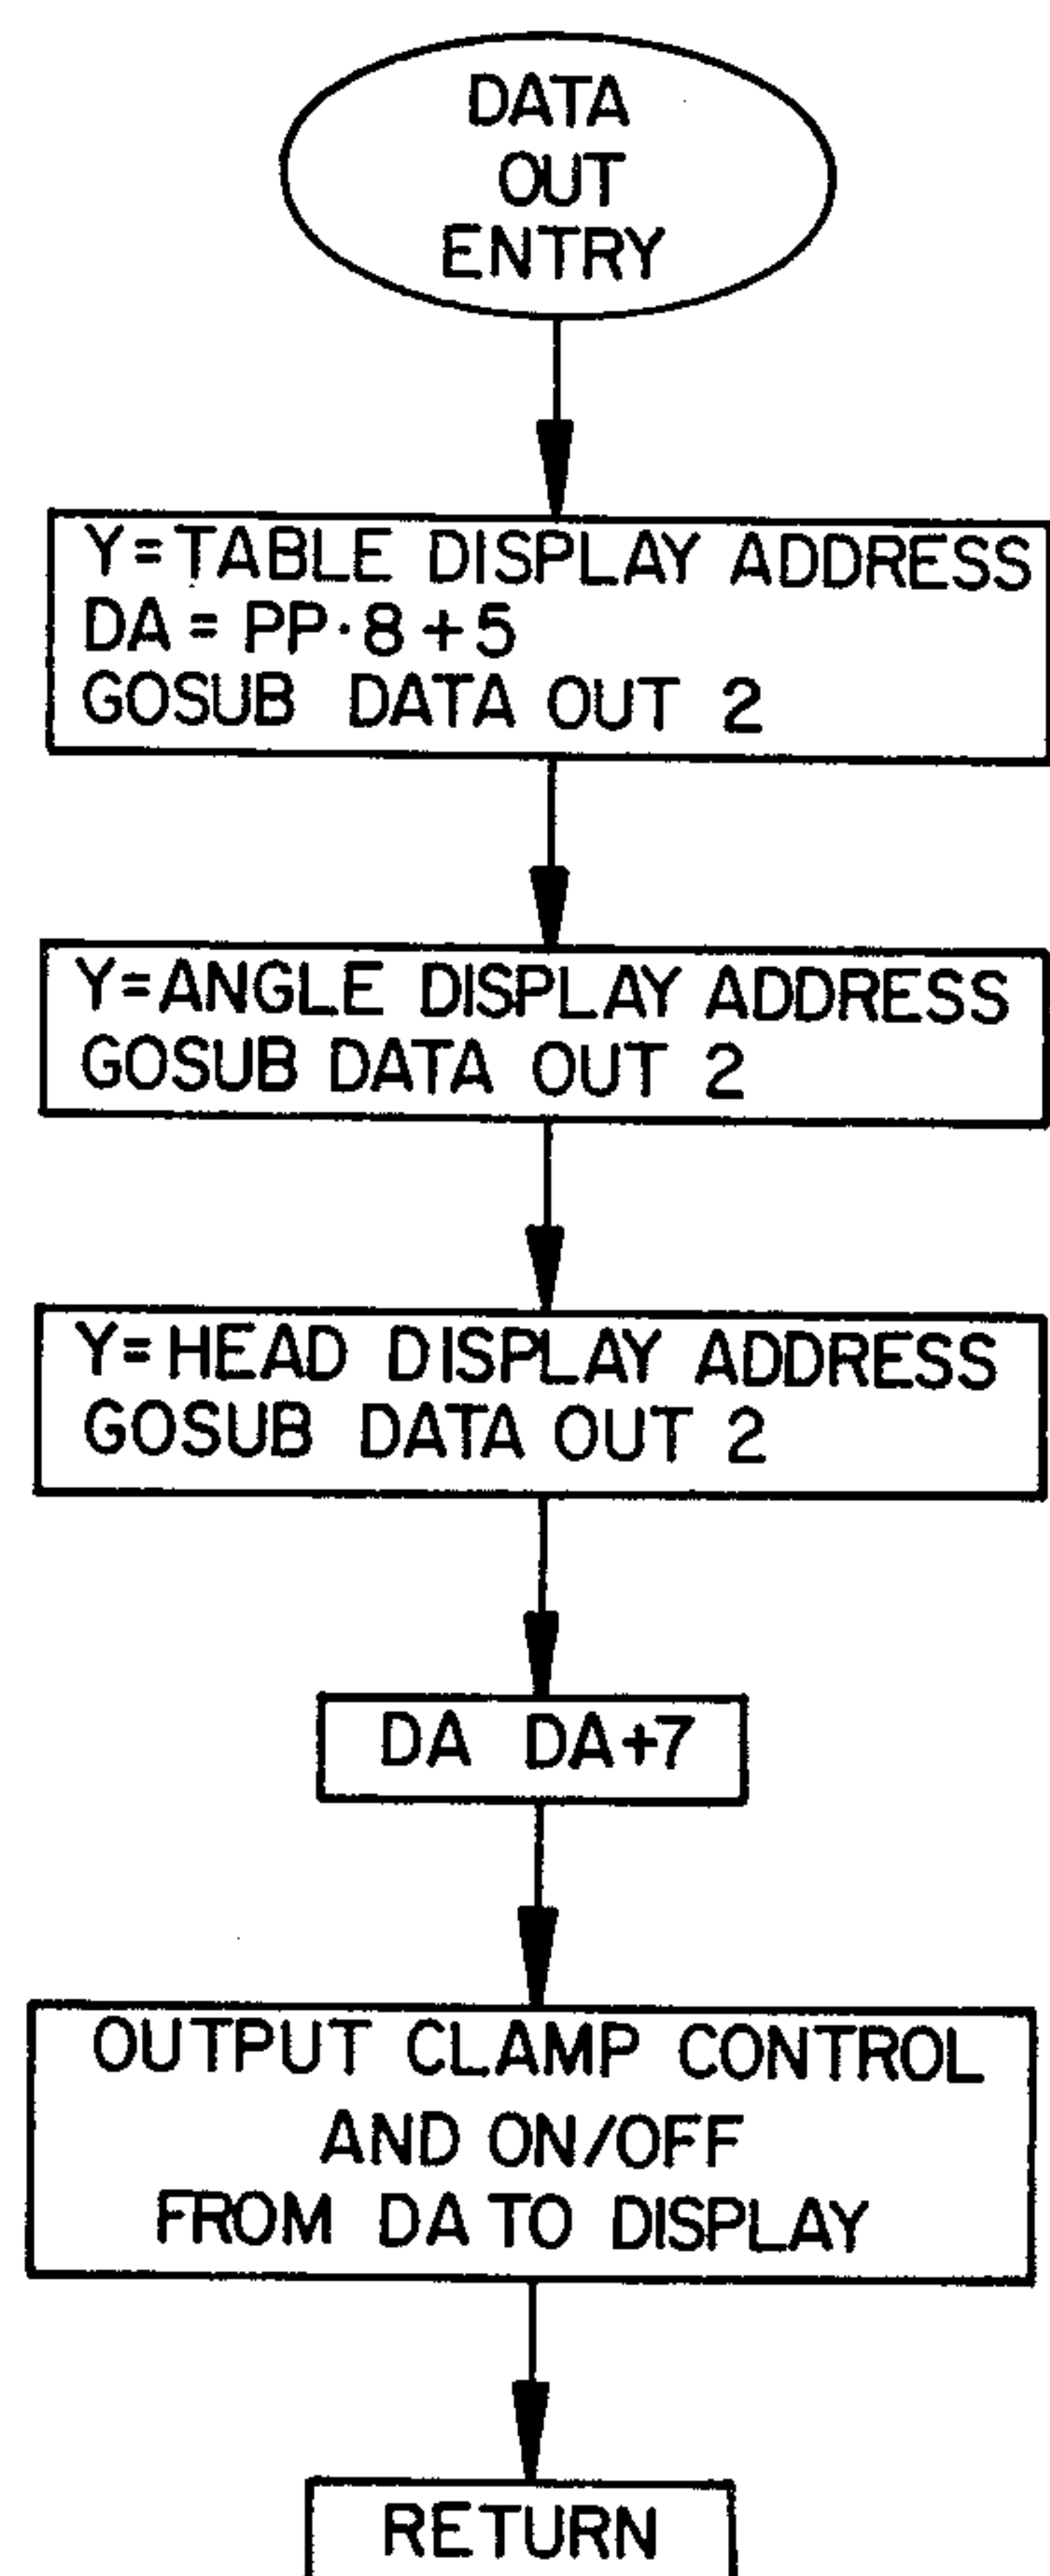 DATA
OUT
ENTRY
Y=TABLE DISPLAY ADDRESS
DA = PP·8+5
GOSUB DATA OUT 2
Y=ANGLE DISPLAY ADDRESS
GOSUB DATA OUT 2
Y=HEAD DISPLAY ADDRESS
GOSUB DATA OUT 2
DA DA+7
OUTPUT CLAMP CONTROL
AND ON/OFF
FROM DA TO DISPLAY
RETURN